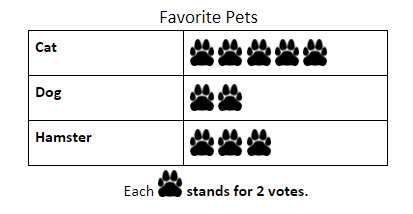 Favorite Pets
Cat
Dog
Hamster
Each stands for 2 votes.